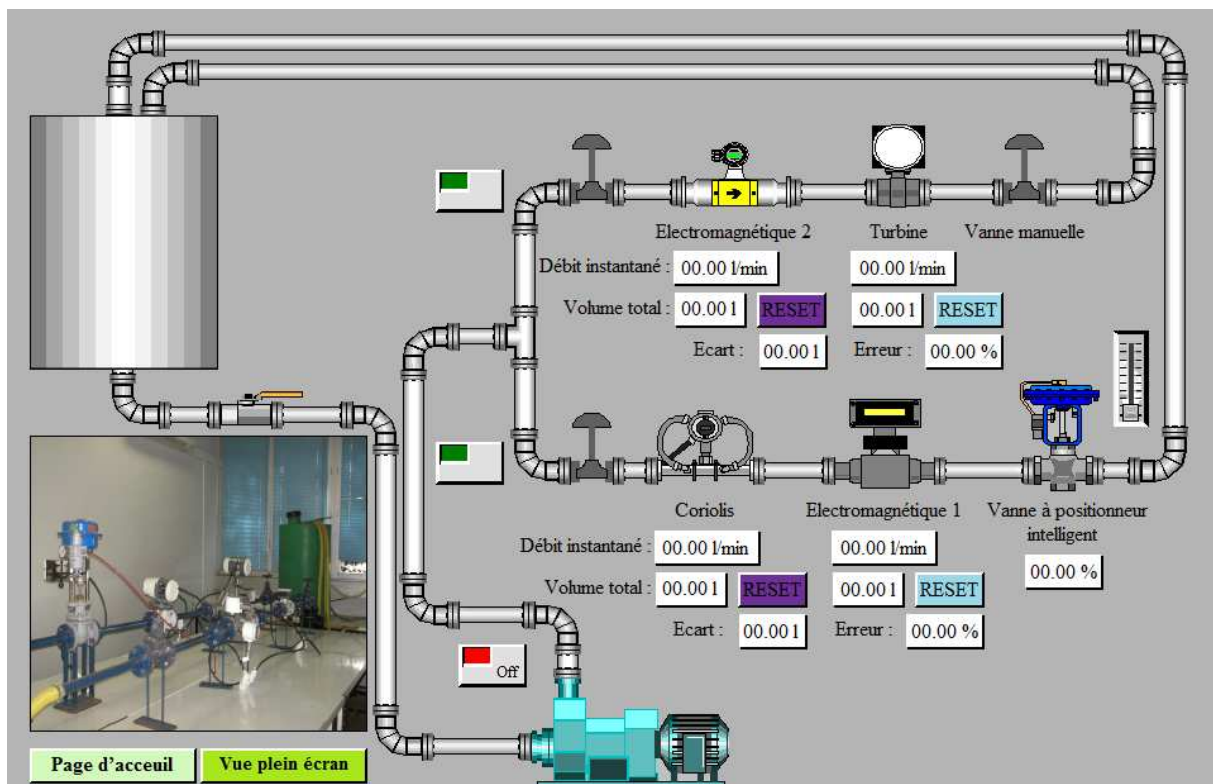 Electromagnétique 2
Turbine
Vanne manuelle
Débit instantané : 00.00 l/min
00.00 l/min
Volume total : 00.00 l RESET
00.00 l RESET
Ecart : 00.00 l
Erreur : 00.00 %
Coriolis
Electromagnétique 1
Vanne à positionneur
intelligent
00.00 %
Débit instantané : 00.00 l/min
00.00 l/min
Volume total : 00.00 l RESET
00.00 l RESET
Ecart : 00.00 l
Erreur : 00.00 %
Off
Page d'acceuil
Vue plein écran